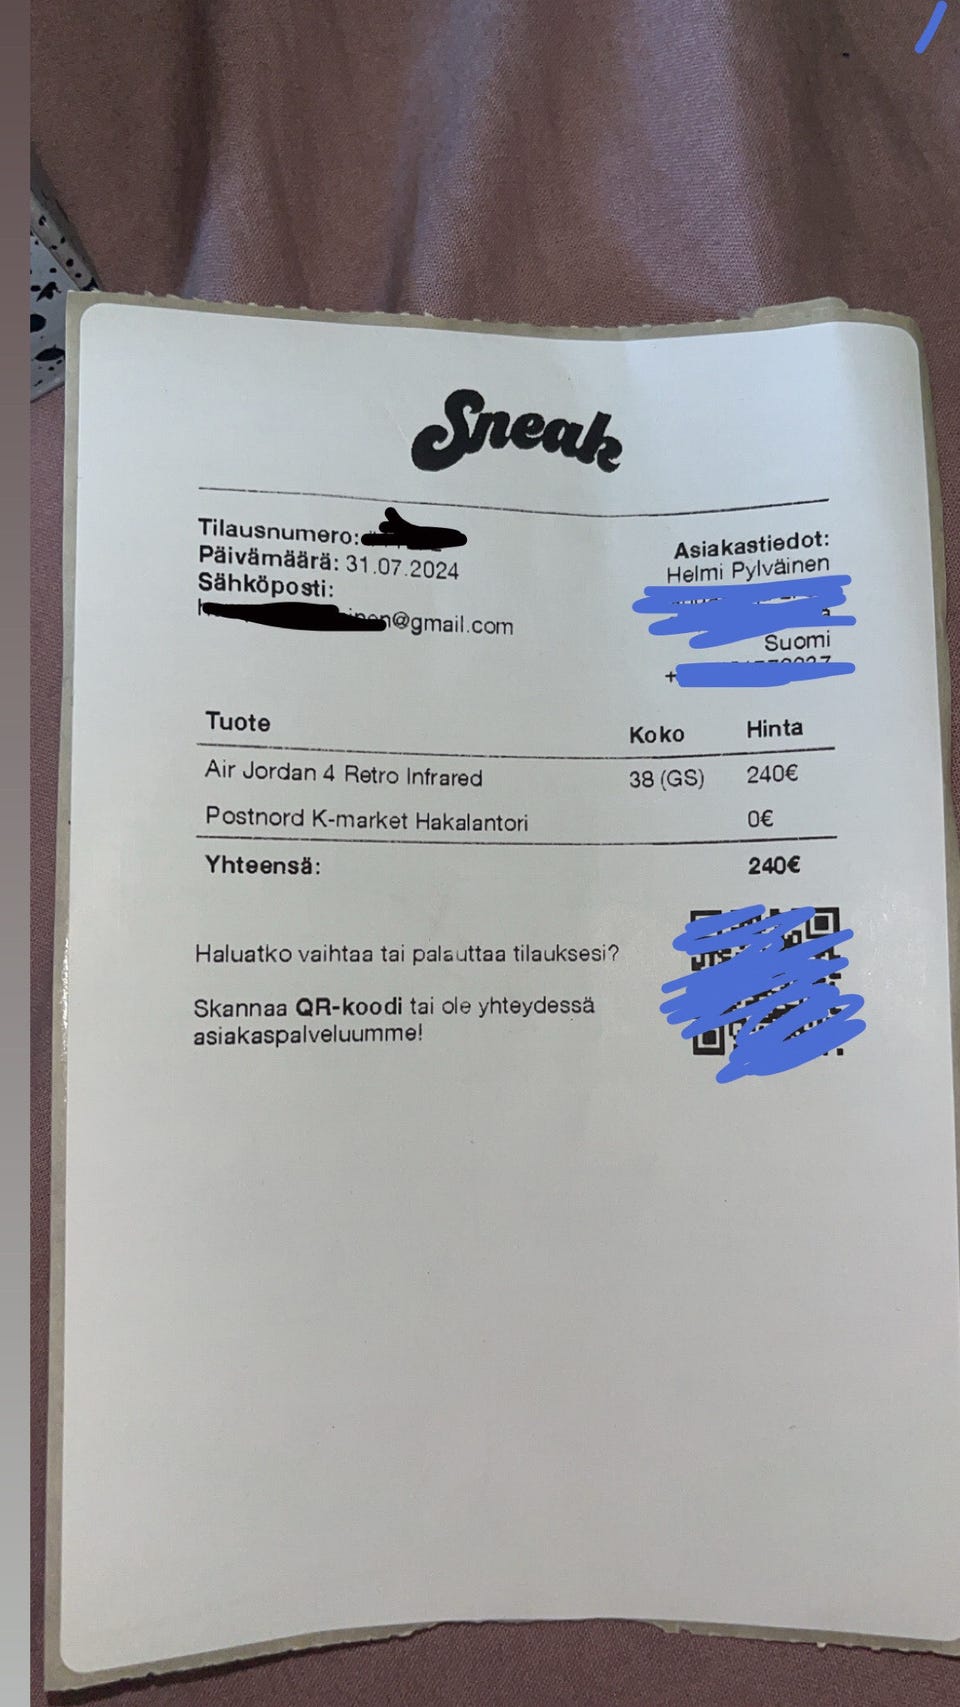 Sneak
Tilausnumero:
Päivämäärä: 31.07.2024
Sähköposti:
@gmail.com
Asiakastiedot:
Helmi Pylväinen
Suomi
+
Tuote Koko Hinta
Air Jordan 4 Retro Infrared 38 (GS) 240€
Postnord K-market Hakalantori 0€
Yhteensä: 240€
Haluatko vaihtaa tai palauttaa tilauksesi?
Skannaa QR-koodi tai ole yhteydessä
asiakaspalveluumme!